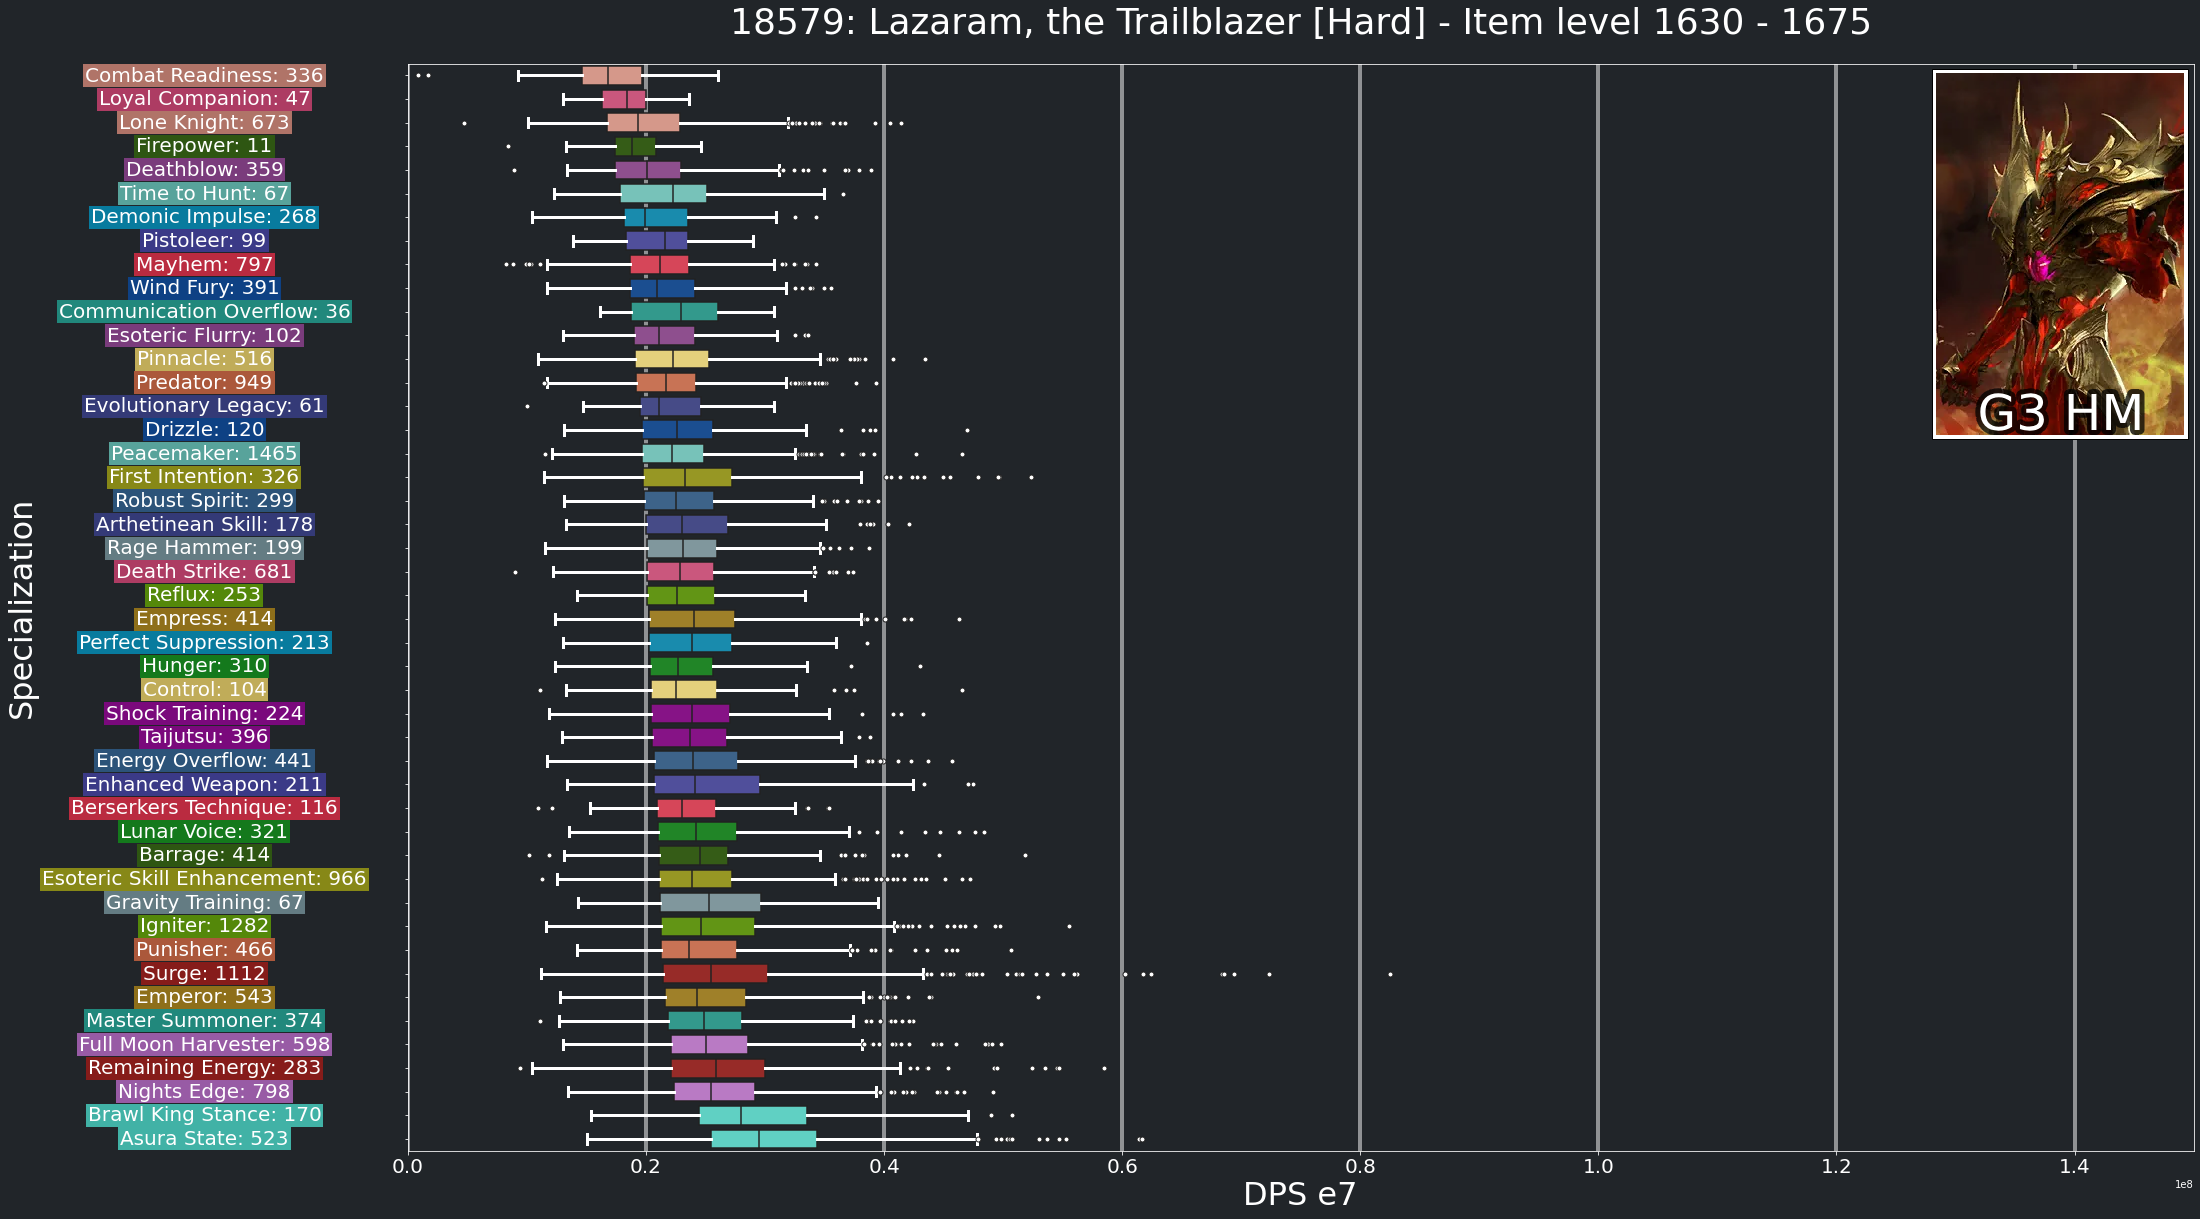 18579: Lazaram, the Trailblazer [Hard] - Item level 1630 - 1675
Combat Readiness: 336
Loyal Companion: 47
Lone Knight: 673
Firepower: 11
Deathblow: 359
Time to Hunt: 67
Demonic Impulse: 268
Pistoleer: 99
Mayhem: 797
Wind Fury: 391
Communication Overflow: 36
Esoteric Flurry: 102
Pinnacle: 516
Predator: 949
Evolutionary Legacy: 61
Drizzle: 120
Peacemaker: 1465
First Intention: 326
Robust Spirit: 299
Arthetinean Skill: 178
Rage Hammer: 199
Death Strike: 681
Reflux: 253
Empress: 414
Perfect Suppression: 213
Hunger: 310
Control: 104
Shock Training: 224
Taijutsu: 396
Energy Overflow: 441
Enhanced Weapon: 211
Berserkers Technique: 116
Lunar Voice: 321
Barrage: 414
Esoteric Skill Enhancement: 966
Gravity Training: 67
Igniter: 1282
Punisher: 466
Surge: 1112
Emperor: 543
Master Summoner: 374
Full Moon Harvester: 598
Remaining Energy: 283
Nights Edge: 798
Brawl King Stance: 170
Asura State: 523
Specialization
G3 HM
0.0 0.2 0.4 0.6 0.8 1.0 1.2 1.4
DPS e7
1e8